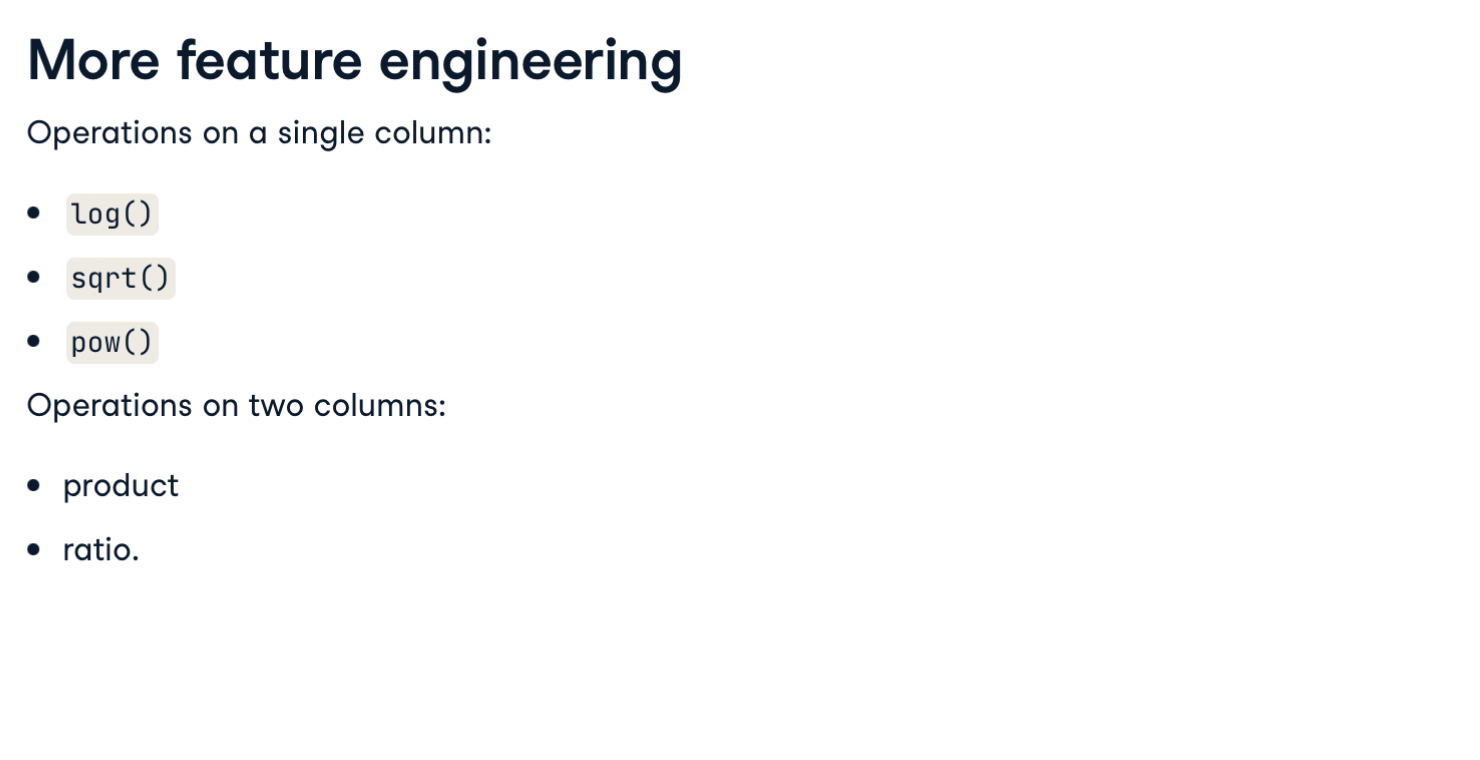 More feature engineering
Operations on a single column:
• log()
• sqrt()
• pow()
Operations on two columns:
• product
• ratio.